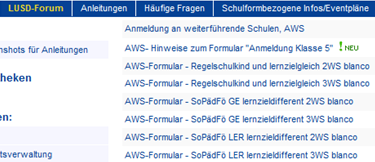 LUSD-Forum Anleitungen Häufige Fragen Schulformbezogene Infos/Eventpläne
Anmeldung an weiterführende Schulen, AWS
nshots für Anleitungen
AWS- Hinweise zum Formular "Anmeldung Klasse 5" ! NEU
AWS-Formular - Regelschulkind und lernzielgleich 2WS blanco
theken
AWS-Formular - Regelschulkind und lernzielgleich 3WS blanco
AWS-Formular - SoPädFö GE lernzieldifferent 2WS blanco
en:
AWS-Formular - SoPädFö GE lernzieldifferent 3WS blanco
AWS-Formular - SoPädFö LER lernzieldifferent 2WS blanco
tsverwaltung
AWS-Formular - SoPädFö LER lernzieldifferent 3WS blanco